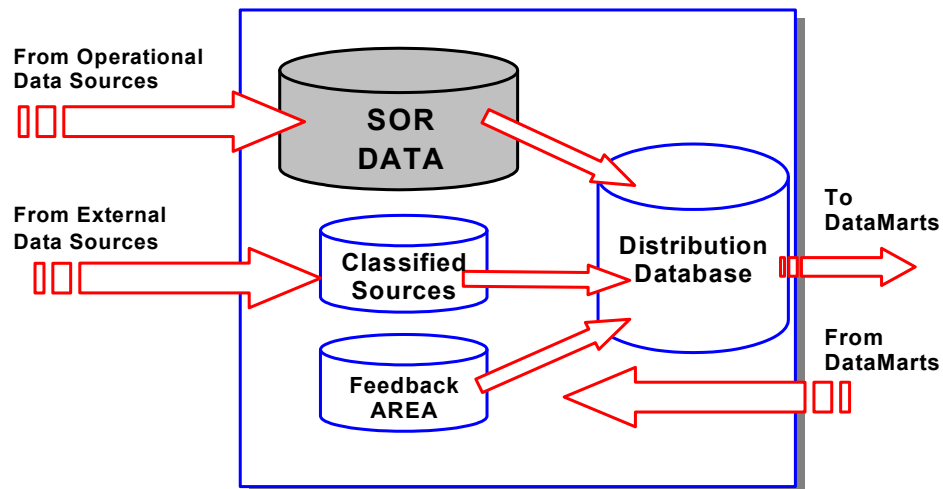 From Operational
Data Sources
SOR
DATA
From External
Data Sources
Classified
Sources
Distribution
Database
To
DataMarts
Feedback
AREA
From
DataMarts